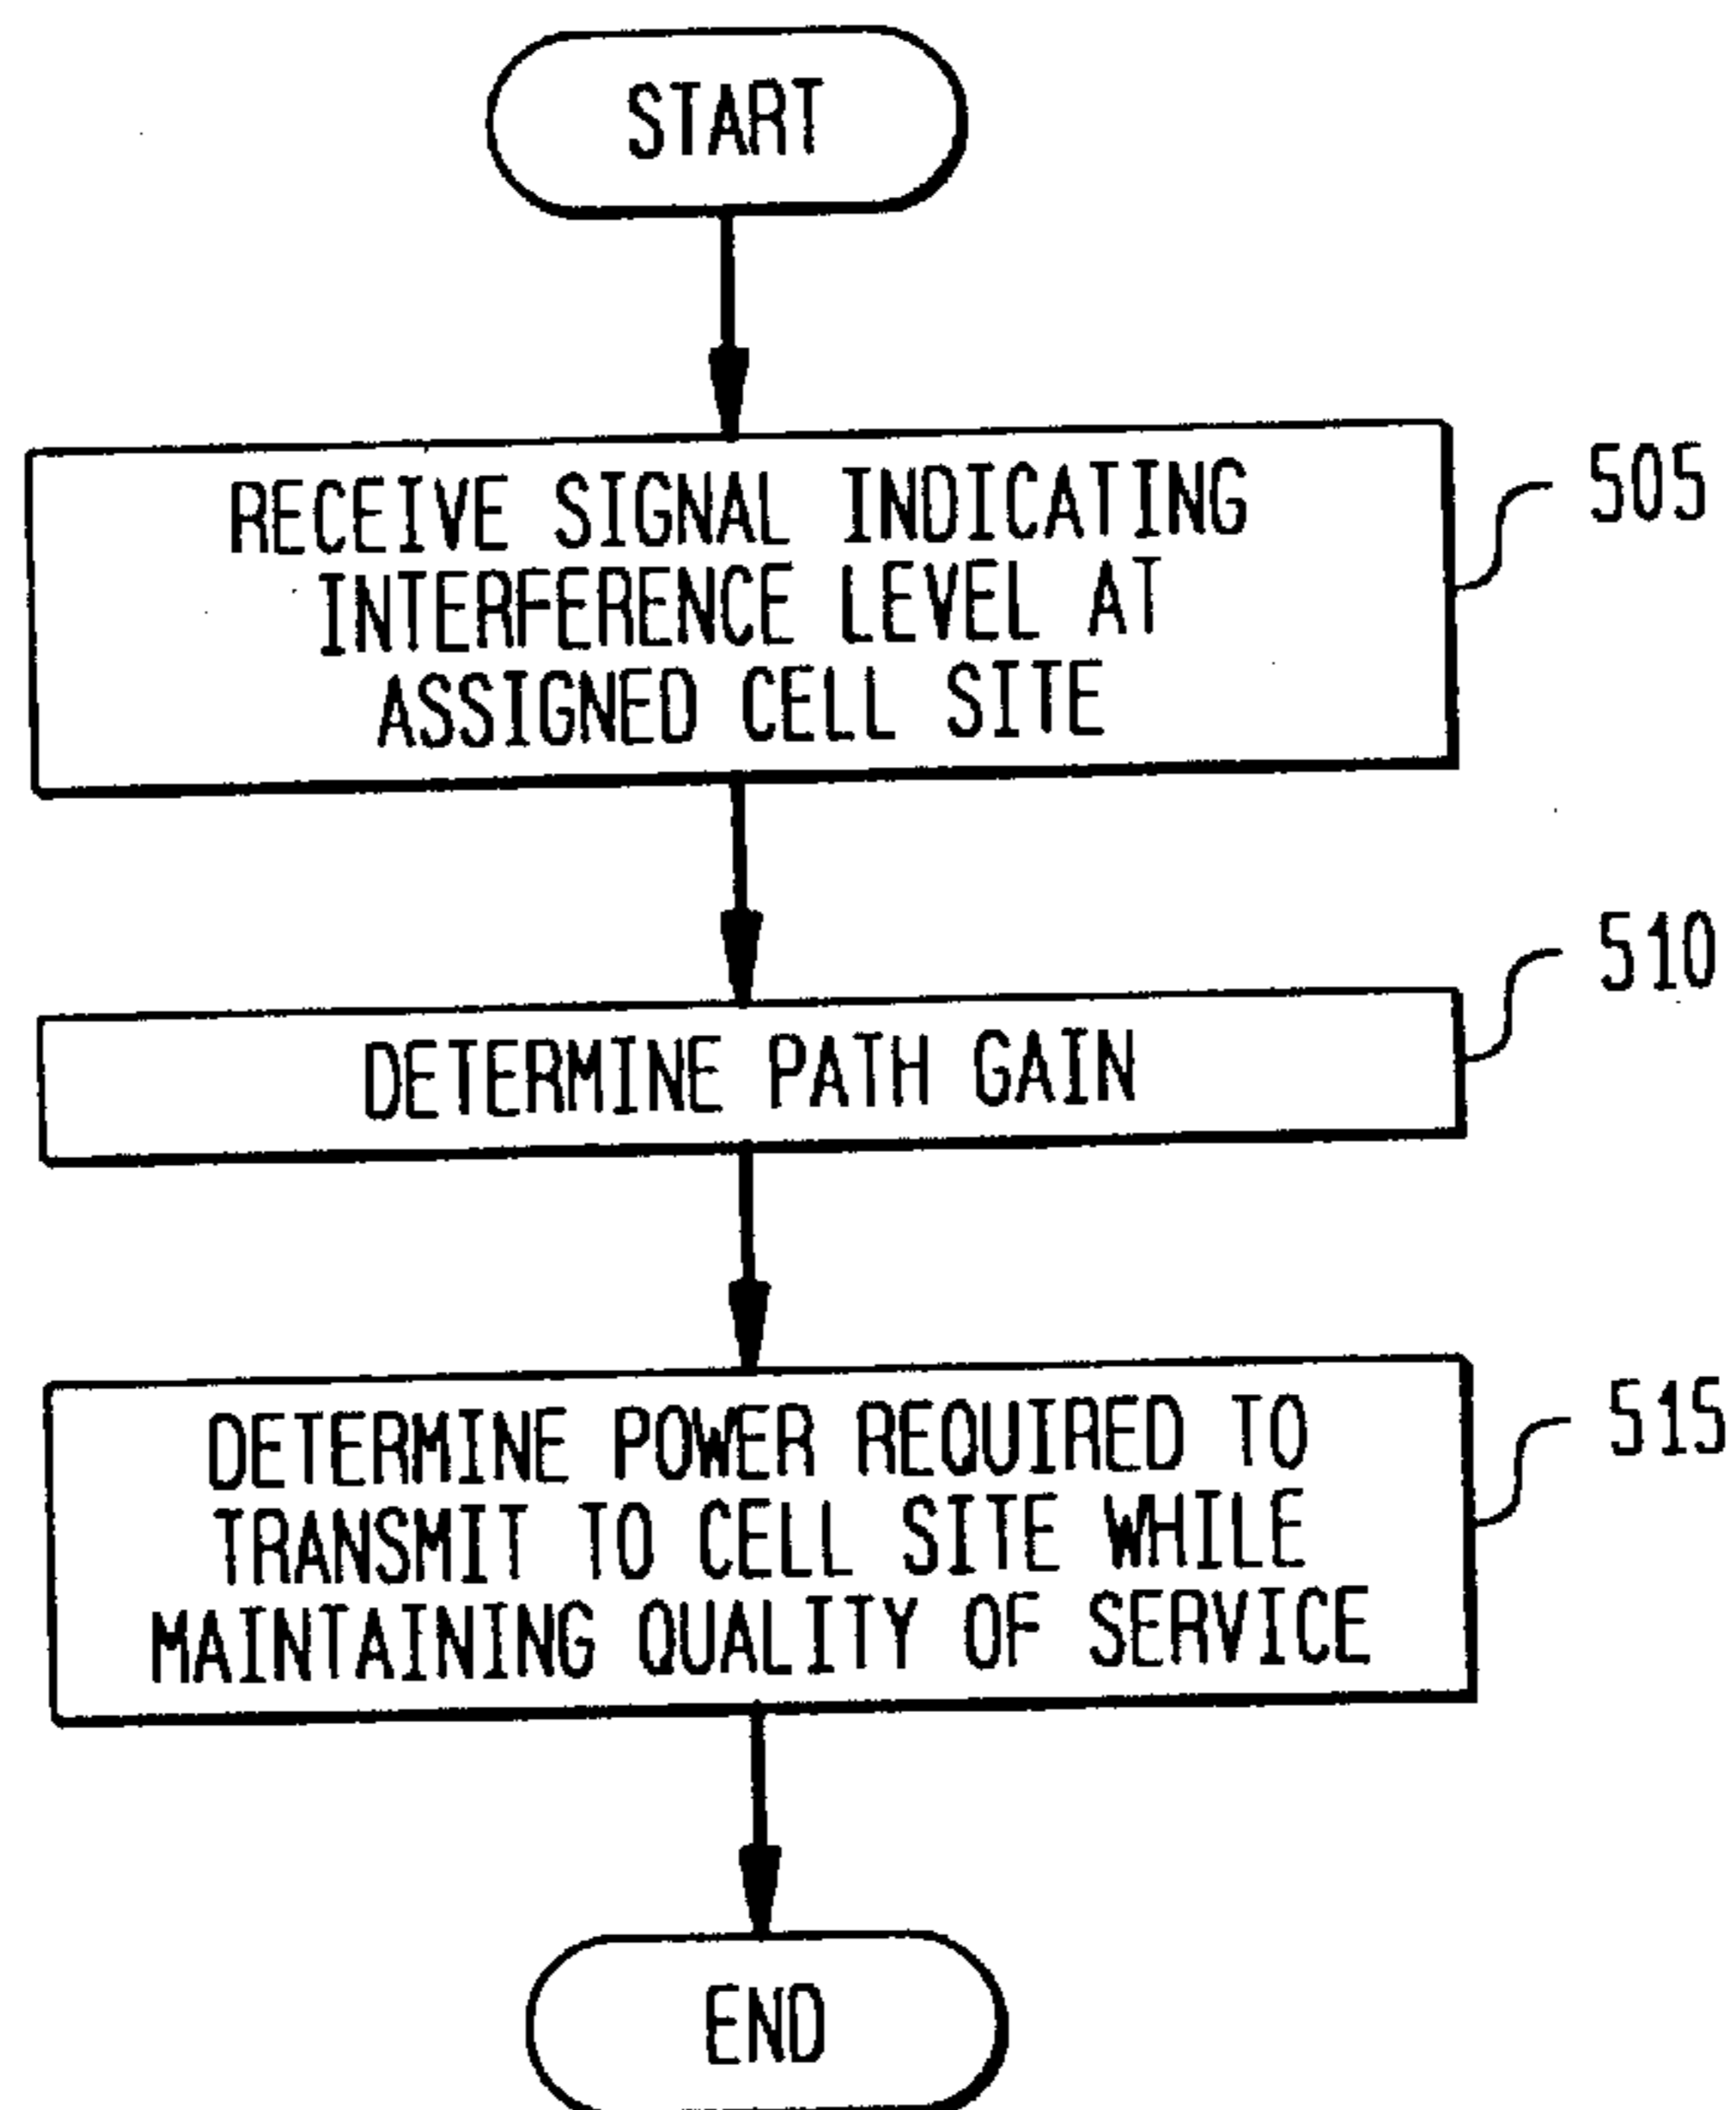 START
RECEIVE SIGNAL INDICATING
INTERFERENCE LEVEL AT
ASSIGNED CELL SITE
505
DETERMINE PATH GAIN
510
DETERMINE POWER REQUIRED TO
TRANSMIT TO CELL SITE WHILE
MAINTAINING QUALITY OF SERVICE
515
END